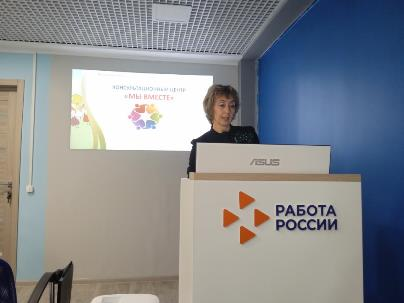 КОНСУЛЬТАЦИОННЫЙ ЦЕНТР
«МЫ ВМЕСТЕ»
ASUS
РАБОТА
РОССИИ